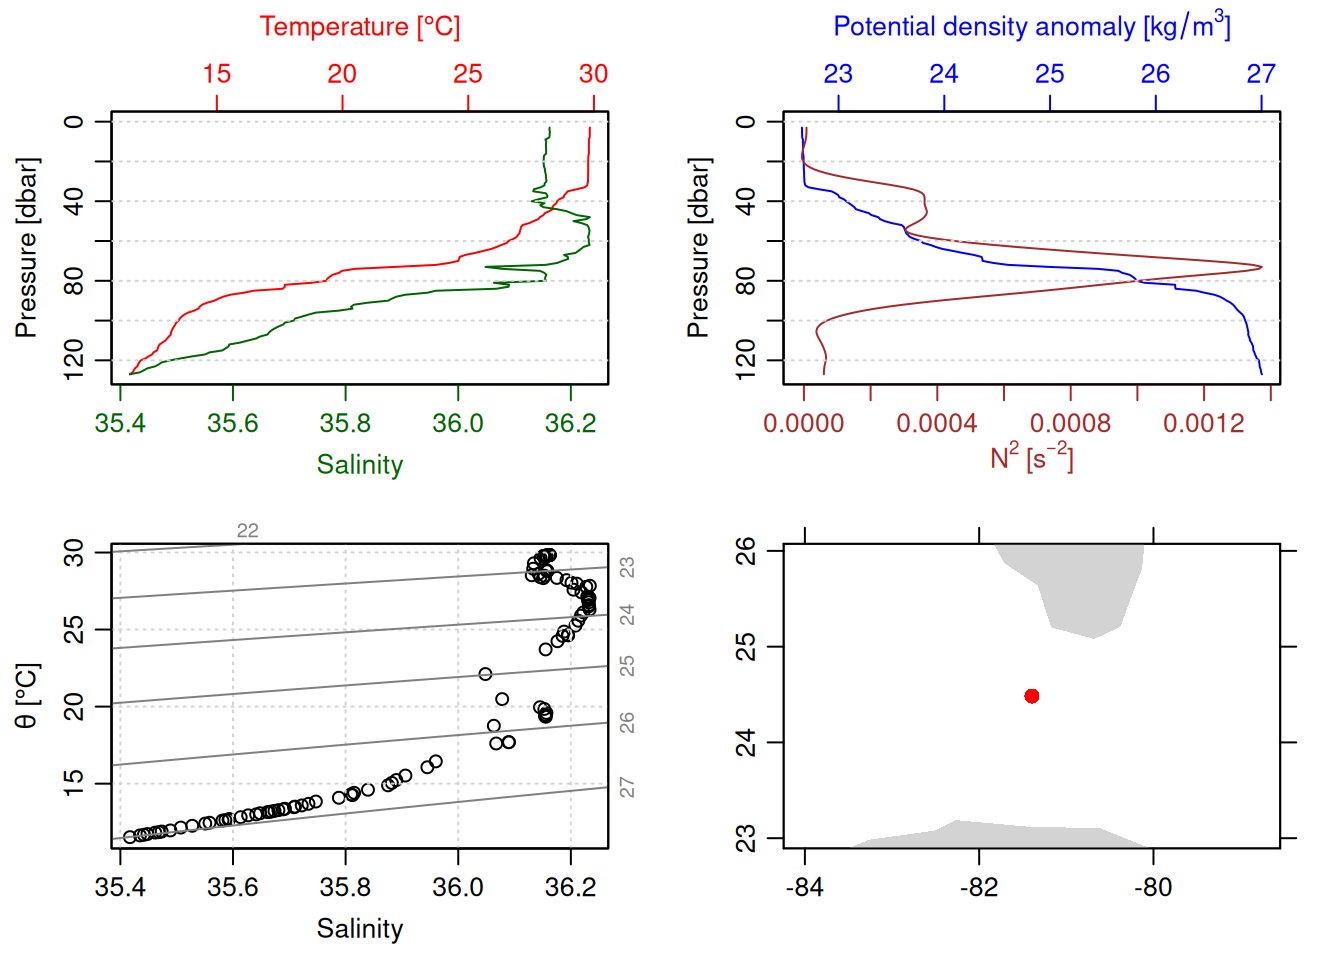 Temperature [°C]
15 20 25 30
Pressure [dbar]
0
40
80
120
35.4 35.6 35.8 36.0 36.2
Salinity
Potential density anomaly [kg/m³]
23 24 25 26 27
Pressure [dbar]
0
40
80
120
0.0000 0.0004 0.0008 0.0012
N² [s⁻²]
22
θ [°C]
30
25
20
15
23
24
25
26
27
35.4 35.6 35.8 36.0 36.2
Salinity
26
25
24
23
-84 -82 -80